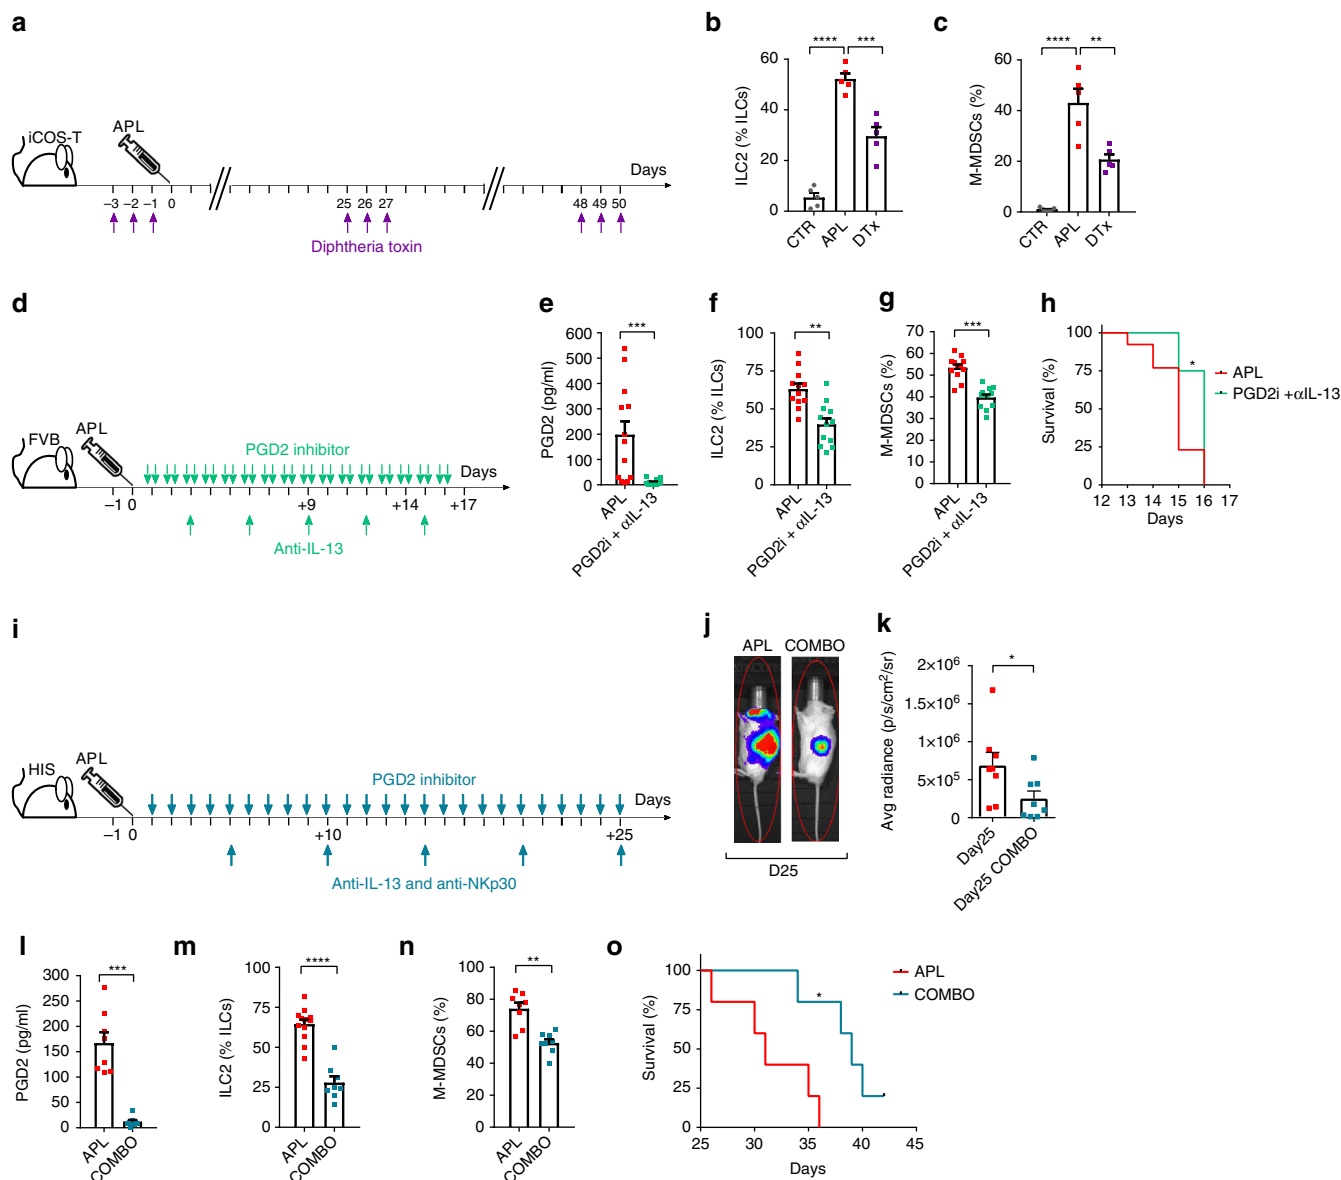 a
iCOS-T
APL
Days
–3 –2 –1 0 25 26 27 48 49 50
Diphtheria toxin
b
**** ***
ILC2 (% ILCs)
60
40
20
0
CTR APL DTx
c
**** **
M-MDSCs (%)
60
40
20
0
CTR APL DTx
d
FVB
APL
PGD2 inhibitor
Days
–1 0 +9 +14 +17
Anti-IL-13
e
***
PGD2 (pg/ml)
600
500
400
300
200
100
0
APL
PGD2i + αIL-13
f
**
ILC2 (% ILCs)
100
75
50
25
0
APL
PGD2i + αIL-13
g
***
M-MDSCs (%)
70
60
50
40
30
20
10
0
APL
PGD2i + αIL-13
h
Survival (%)
100
75
50
25
0
*
12 13 14 15 16 17
Days
APL
PGD2i +αIL-13
i
HIS
APL
PGD2 inhibitor
Days
–1 0 +10 +25
Anti-IL-13 and anti-NKp30
j
APL COMBO
D25
k
*
Avg radiance (p/s/cm²/sr)
2×10⁶
1×10⁶
1×10⁶
5×10⁵
0
Day25
Day25 COMBO
l
***
PGD2 (pg/ml)
300
250
200
150
100
50
0
APL
COMBO
m
****
ILC2 (% ILCs)
100
75
50
25
0
APL
COMBO
n
**
M-MDSCs (%)
100
80
60
40
20
0
APL
COMBO
o
Survival (%)
100
75
50
25
0
*
25 30 35 40 45
Days
APL
COMBO